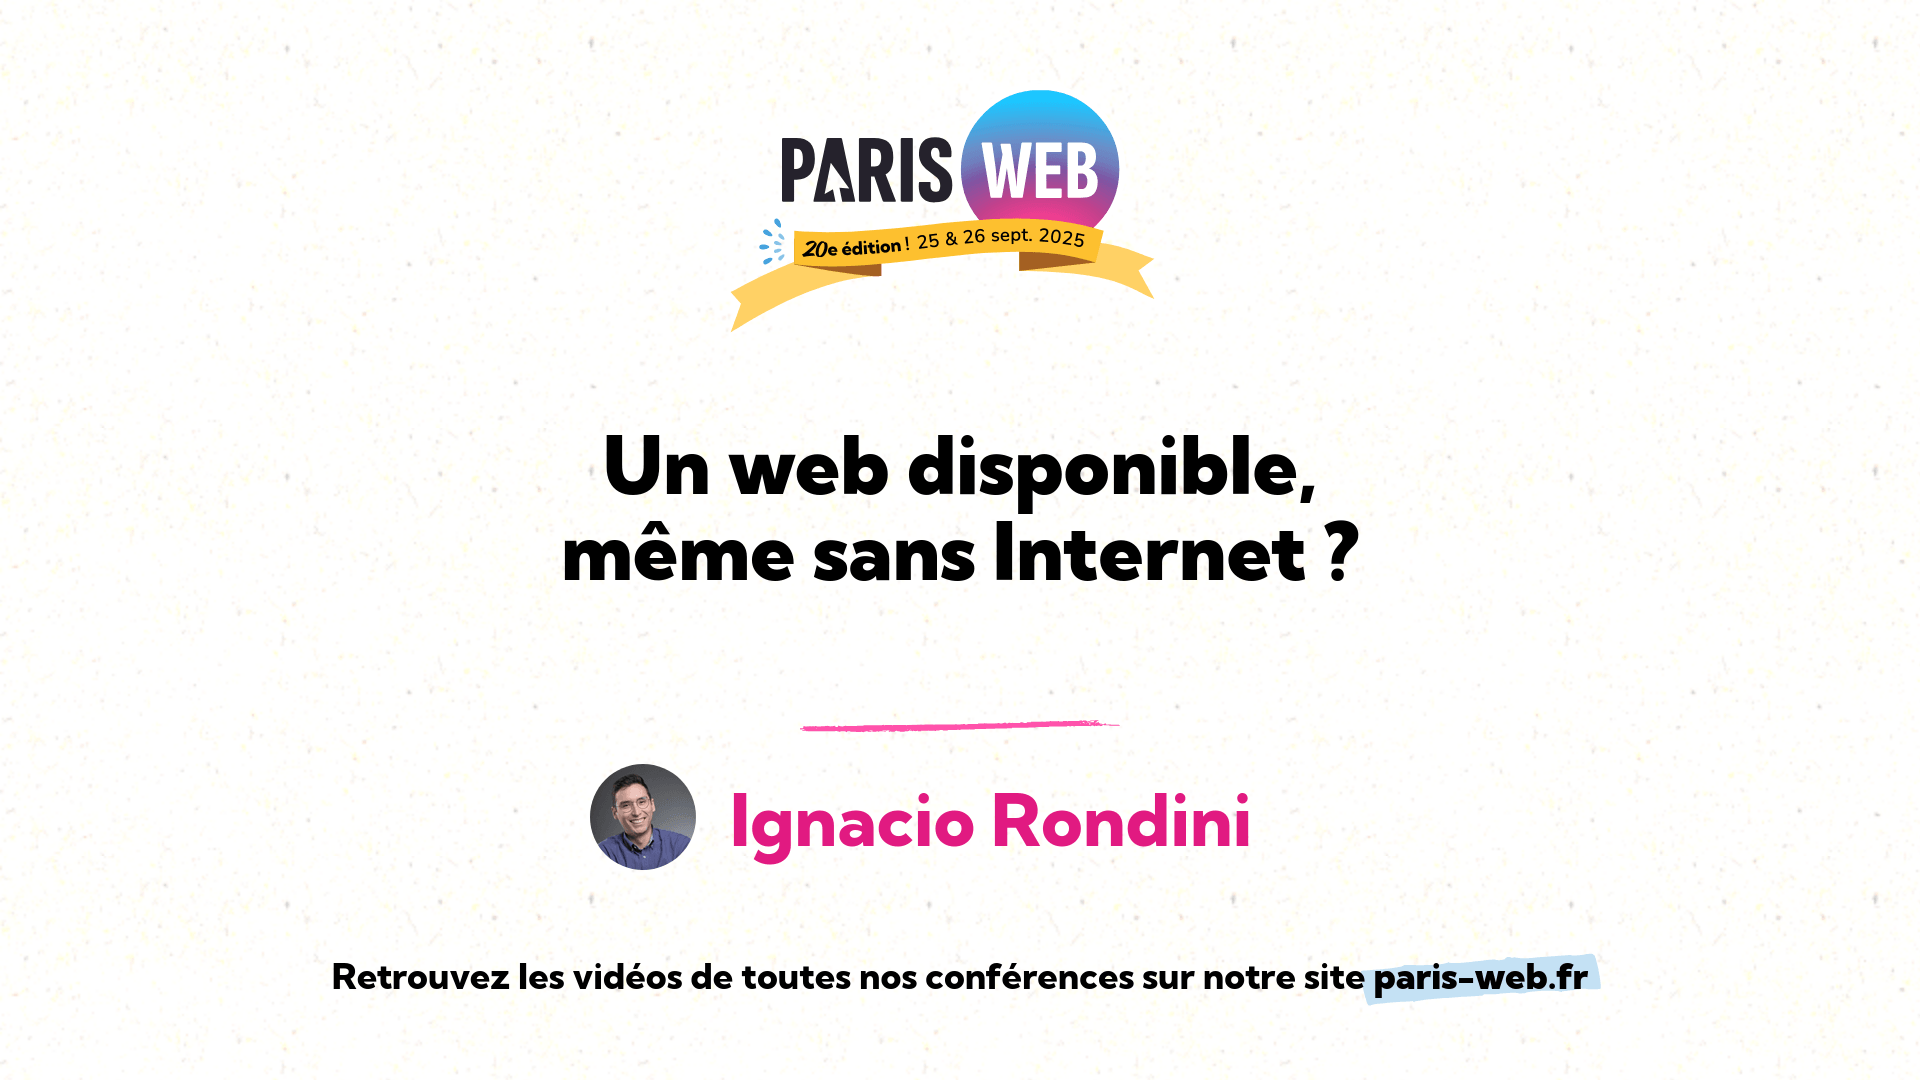 PARIS WEB
20e édition ! 25 & 26 sept. 2025
Un web disponible,
même sans Internet ?
Ignacio Rondini
Retrouvez les vidéos de toutes nos conférences sur notre site paris-web.fr